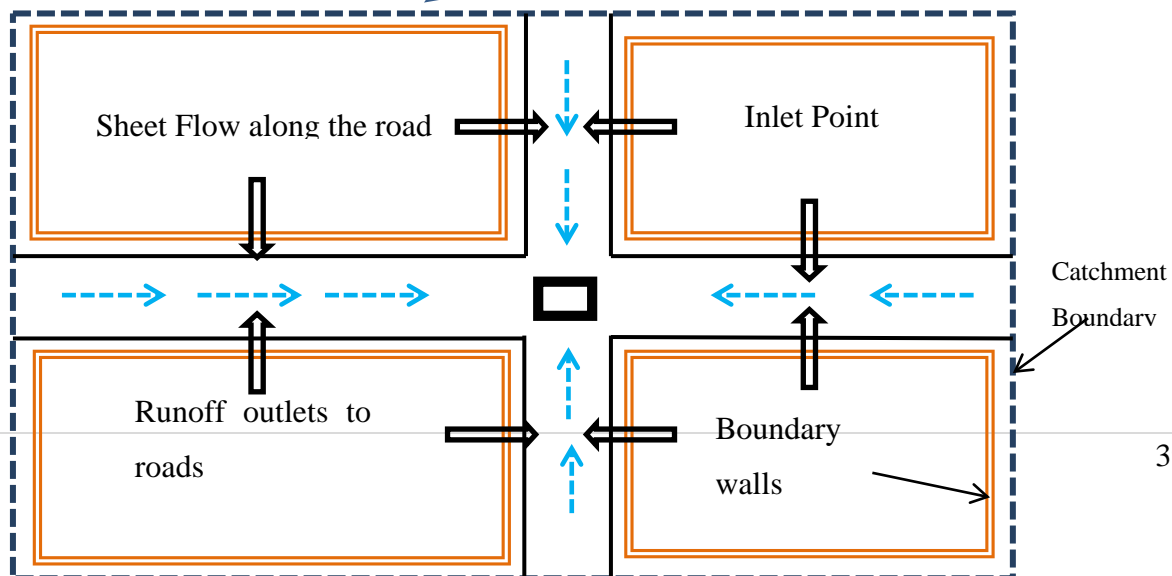 Sheet Flow along the road
Inlet Point
Catchment
Boundary
Runoff outlets to
roads
Boundary
walls
3